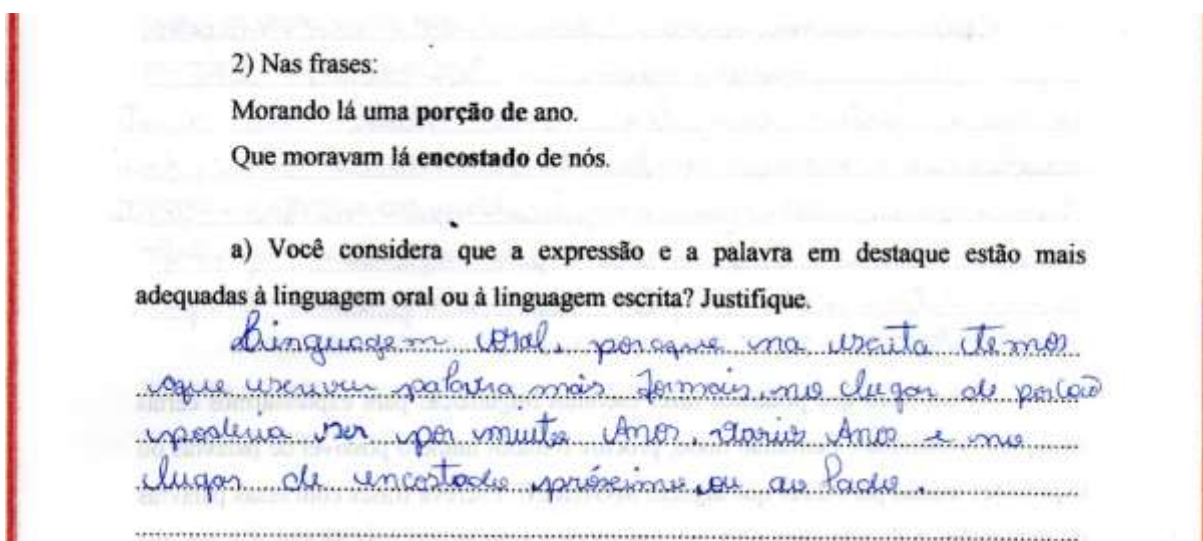 2) Nas frases:
Morando lá uma porção de ano.
Que moravam lá encostado de nós.
a) Você considera que a expressão e a palavra em destaque estão mais
adequadas à linguagem oral ou à linguagem escrita? Justifique.
Linguagem oral, porque na escrita temos
que escrever palavra mais formais, no lugar de porcão
poderia ser por muito Anos, varios Anos e no
lugar de encostado próximo, ou ao Lado.